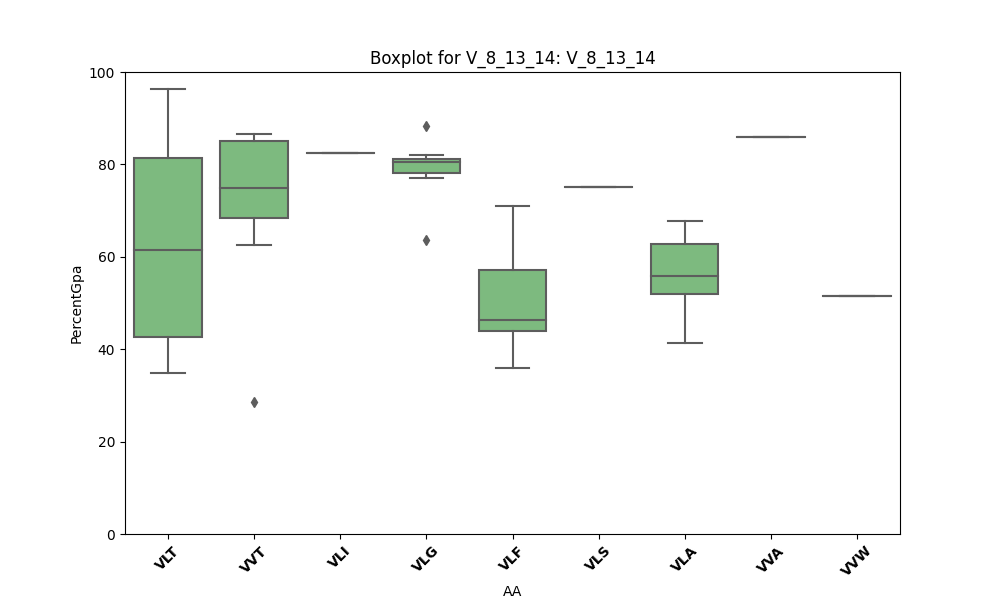 Boxplot for V_8_13_14: V_8_13_14
100
80
60
40
20
0
PercentGpa
VLT VVT VLI VLG VLF VLS VLA VVA VVW
AA